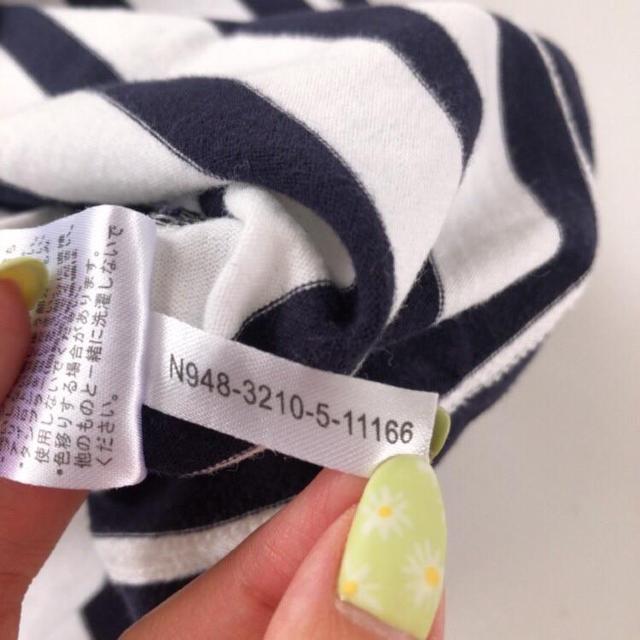 N948-3210-5-11166
使用しないでください。
*色移りする場合があります。
他のものと一緒に洗濯しないで
ください。